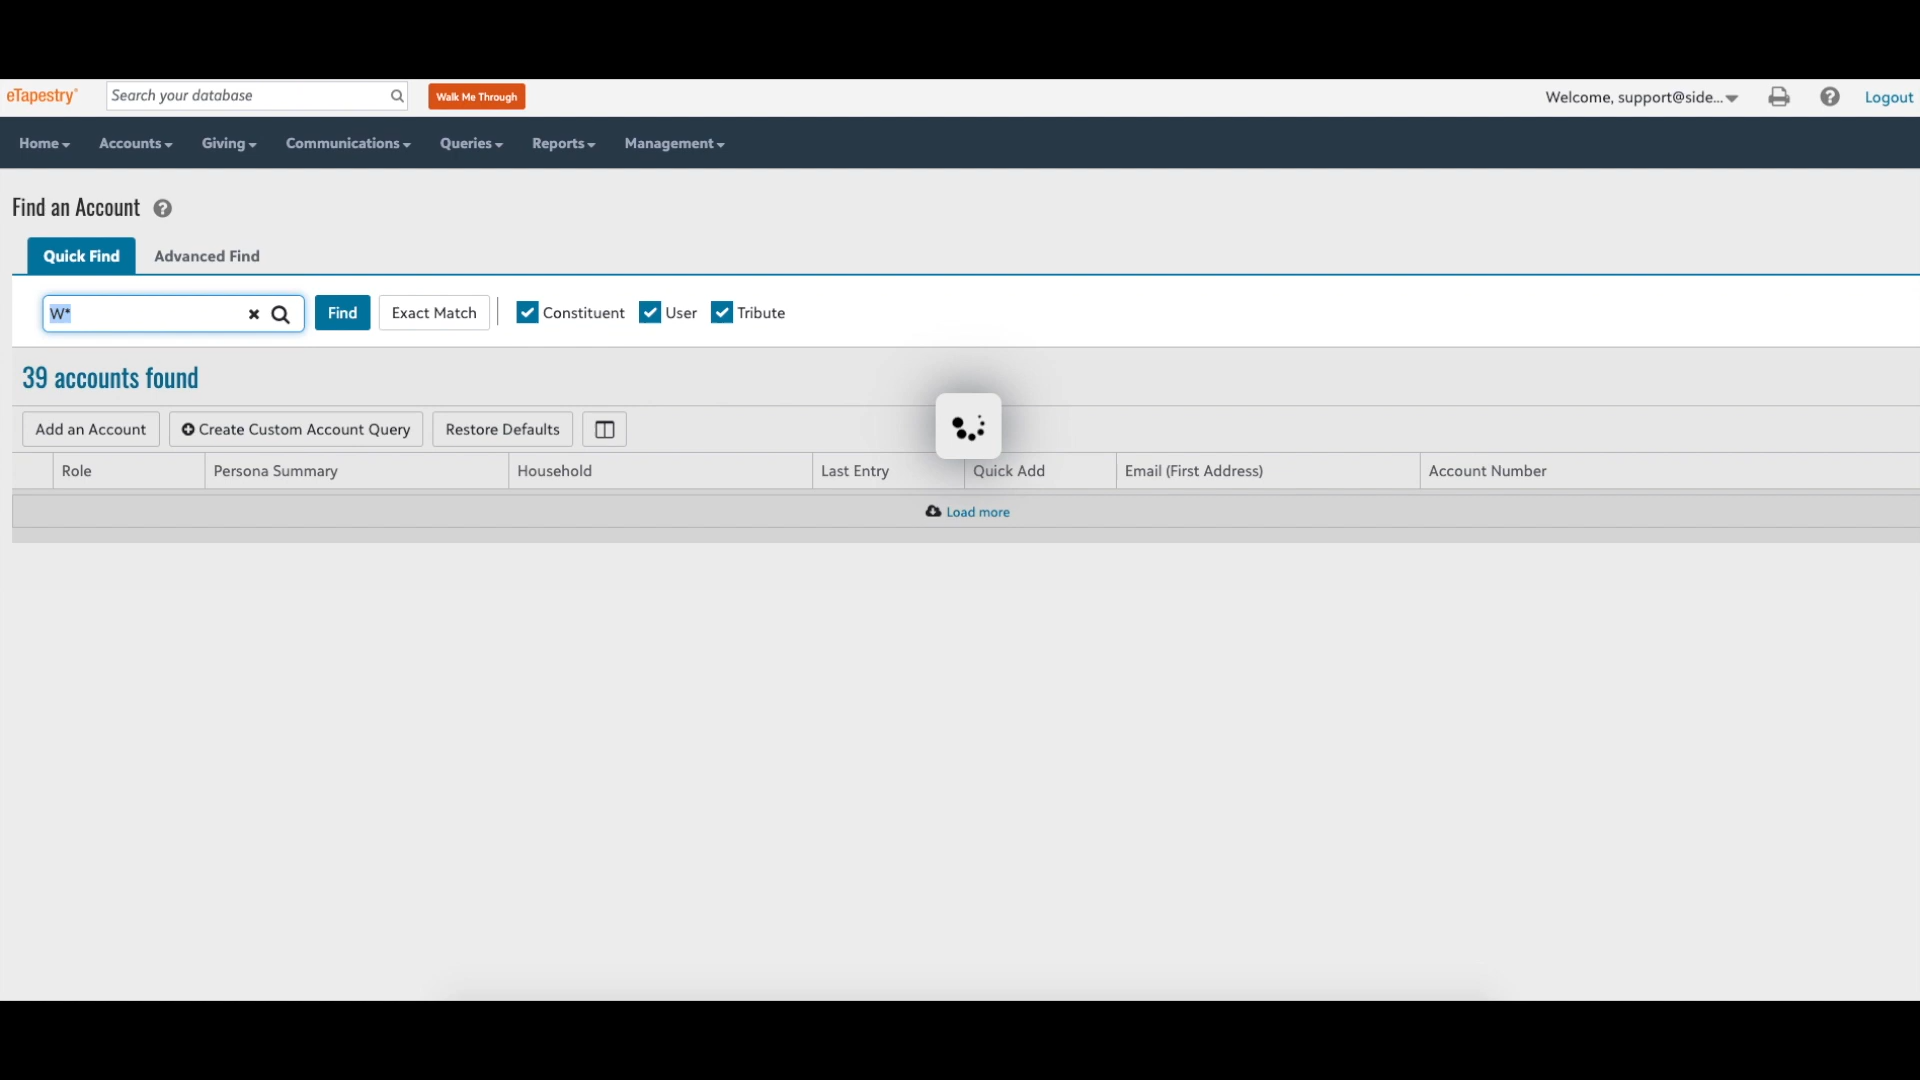 eTapestry Search your database Walk Me Through Welcome, support@side... Logout
Home Accounts Giving Communications Queries Reports Management
Find an Account
Quick Find Advanced Find
W* Find Exact Match Constituent User Tribute
39 accounts found
Add an Account Create Custom Account Query Restore Defaults
Role Persona Summary Household Last Entry Quick Add Email (First Address) Account Number
Load more